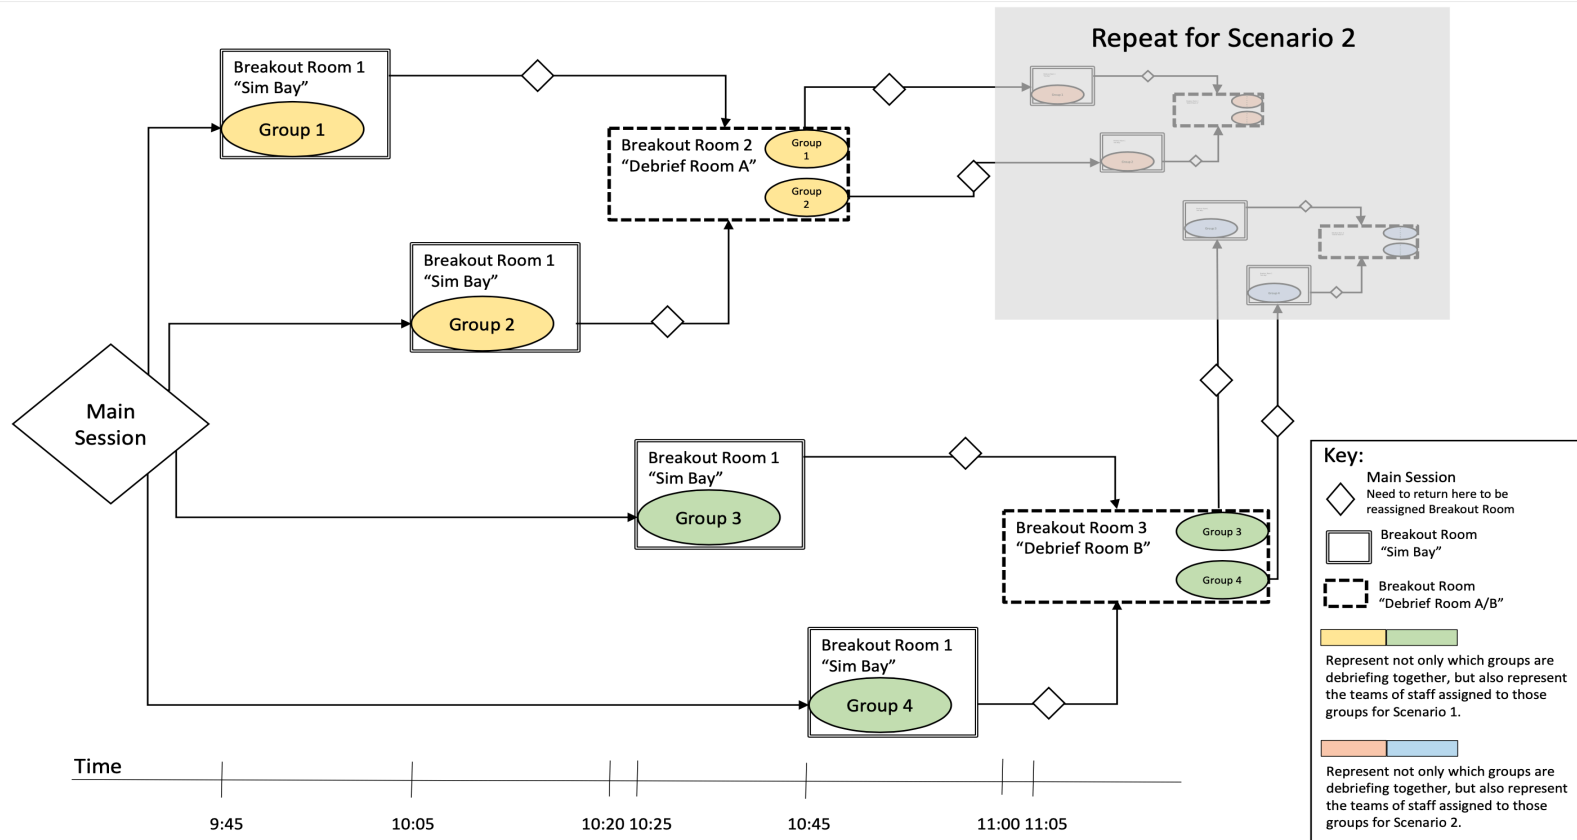 Repeat for Scenario 2
Breakout Room 1
“Sim Bay”
Group 1
Breakout Room 2
“Debrief Room A”
Group
1
Group
2
Breakout Room 1
“Sim Bay”
Group 2
Main
Session
Breakout Room 1
“Sim Bay”
Group 3
Breakout Room 3
“Debrief Room B”
Group 3
Group 4
Breakout Room 1
“Sim Bay”
Group 4
Key:
Main Session
Need to return here to be
reassigned Breakout Room
Breakout Room
“Sim Bay”
Breakout Room
“Debrief Room A/B”
Represent not only which groups are
debriefing together, but also represent
the teams of staff assigned to those
groups for Scenario 1.
Represent not only which groups are
debriefing together, but also represent
the teams of staff assigned to those
groups for Scenario 2.
Time
9:45
10:05
10:20 10:25
10:45
11:00 11:05